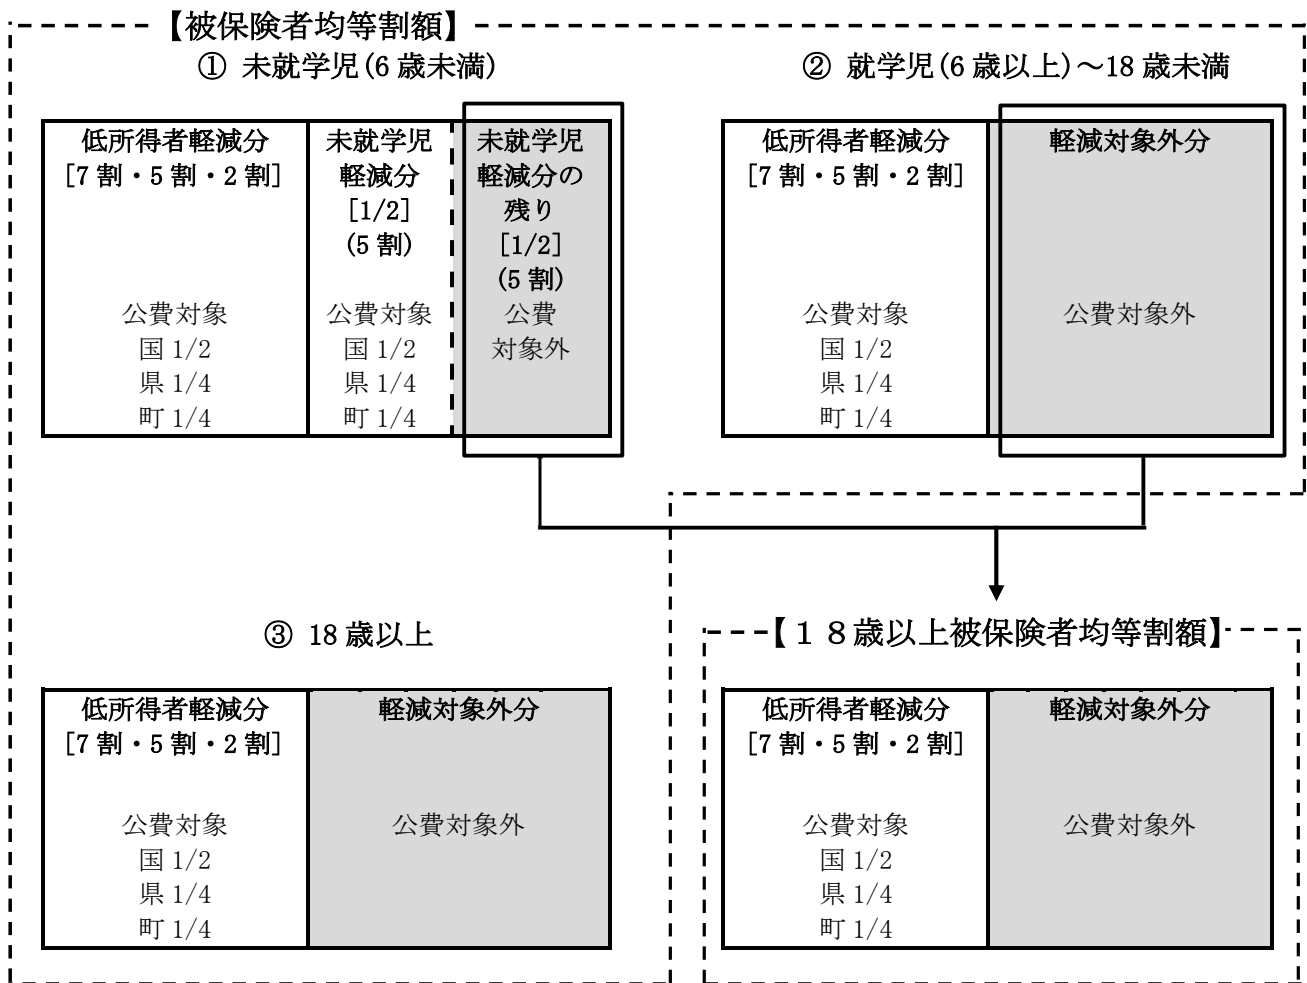 【被保険者均等割額】
① 未就学児(6歳未満)
低所得者軽減分
[7割・5割・2割]
公費対象
国 1/2
県 1/4
町 1/4
未就学児
軽減分
[1/2]
(5割)
公費対象
国 1/2
県 1/4
町 1/4
未就学児
軽減分の
残り
[1/2]
(5割)
公費
対象外
② 就学児(6歳以上)～18歳未満
低所得者軽減分
[7割・5割・2割]
公費対象
国 1/2
県 1/4
町 1/4
軽減対象外分
公費対象外
③ 18歳以上
低所得者軽減分
[7割・5割・2割]
公費対象
国 1/2
県 1/4
町 1/4
軽減対象外分
公費対象外
【１８歳以上被保険者均等割額】
低所得者軽減分
[7割・5割・2割]
公費対象
国 1/2
県 1/4
町 1/4
軽減対象外分
公費対象外